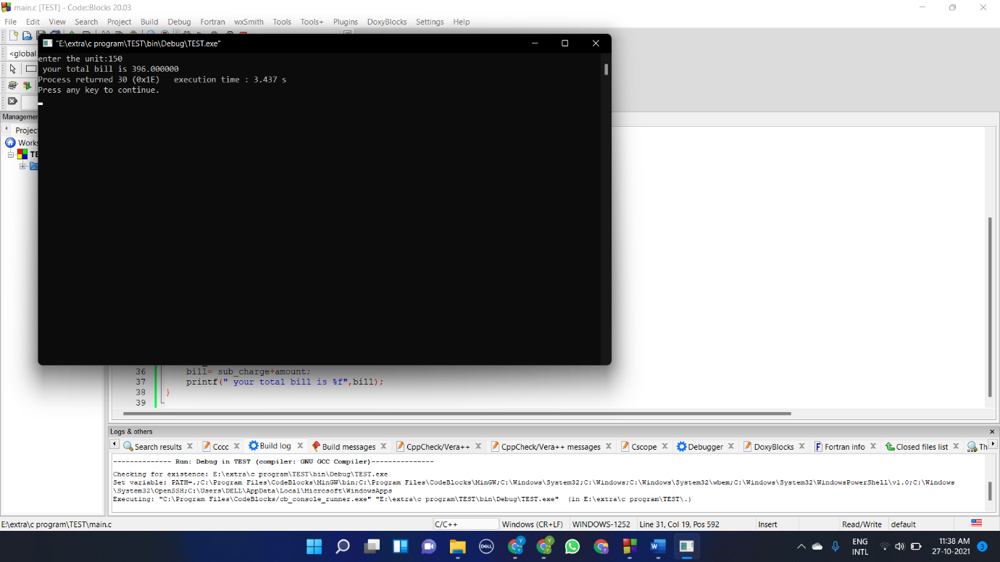 main.c [TEST] - Code::Blocks 20.03
File Edit View Search Project Build Debug Fortran wxSmith Tools Tools+ Plugins DoxyBlocks Settings Help
"E:\extra\c program\TEST\bin\Debug\TEST.exe"
<global
enter the unit:150
your total bill is 396.000000
Process returned 30 (0x1E)   execution time : 3.437 s
Press any key to continue.
Managemen
Projec
Works
TE
36 bill= sub_charge+amount;
37 printf(" your total bill is %f",bill);
38 }
39
Logs & others
Search results Cccc Build log Build messages CppCheck/Vera++ CppCheck/Vera++ messages Cscope Debugger DoxyBlocks Fortran info Closed files list Th
-------------- Run: Debug in TEST (compiler: GNU GCC Compiler)---------------
Checking for existence: E:\extra\c program\TEST\bin\Debug\TEST.exe
Set variable: PATH=.;C:\Program Files\CodeBlocks\MinGW\bin;C:\Program Files\CodeBlocks\MinGW;C:\Windows\System32;C:\Windows;C:\Windows\System32\wbem;C:\Windows\System32\WindowsPowerShell\v1.0;C:\Windows
\System32\OpenSSH;C:\Users\DELL\AppData\Local\Microsoft\WindowsApps
Executing: "C:\Program Files\CodeBlocks/cb_console_runner.exe" "E:\extra\c program\TEST\bin\Debug\TEST.exe"  (in E:\extra\c program\TEST\.)
E:\extra\c program\TEST\main.c C/C++ Windows (CR+LF) WINDOWS-1252 Line 31, Col 19, Pos 592 Insert Read/Write default
DELL
Y
Y
W
ENG
INTL
11:38 AM
27-10-2021
3